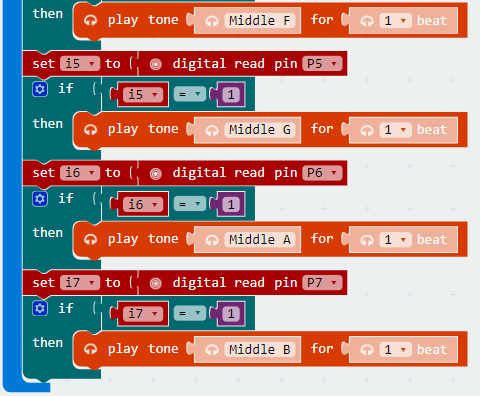 then play tone Middle F for 1 beat
set i5 to digital read pin P5
if i5 = 1
then play tone Middle G for 1 beat
set i6 to digital read pin P6
if i6 = 1
then play tone Middle A for 1 beat
set i7 to digital read pin P7
if i7 = 1
then play tone Middle B for 1 beat